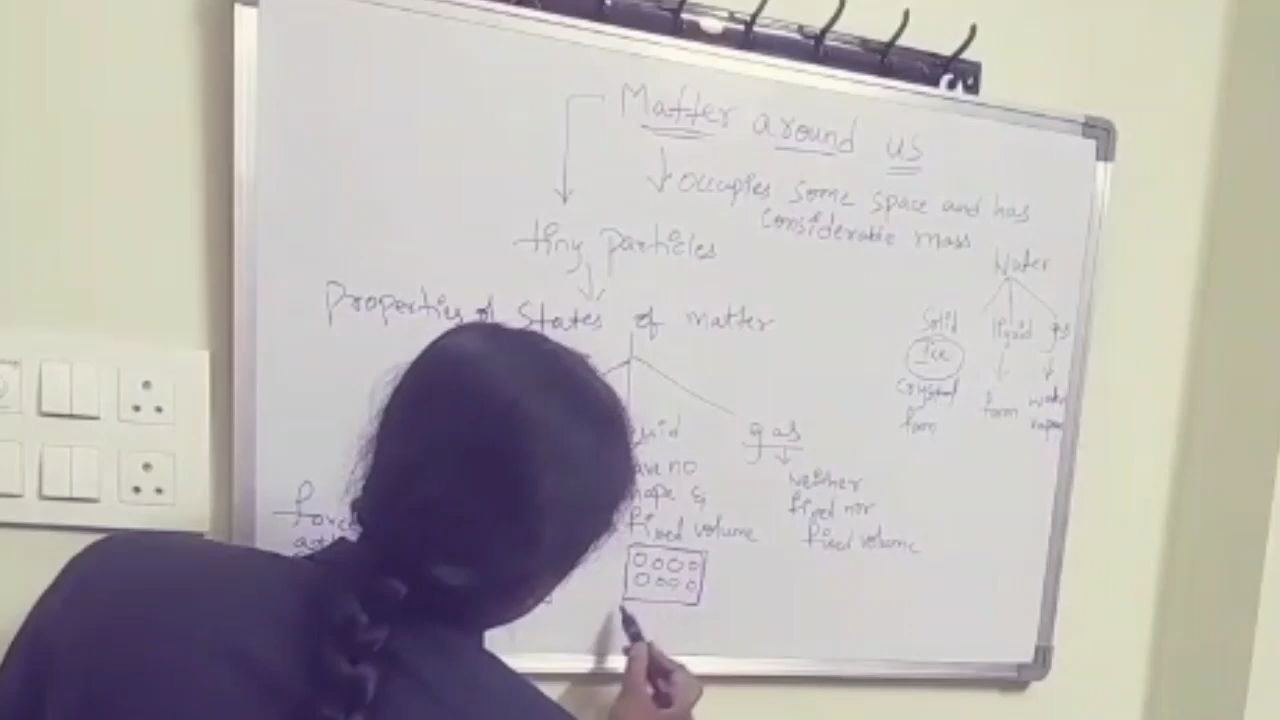 Matter around us
occupies some space and has
considerable mass
tiny particles
Properties of States of matter
Water
Solid liquid gas
Ice
Crystal form water
form vapour
gas
have no
shape &
fixed volume
Neither
fixed nor
fixed volume
force